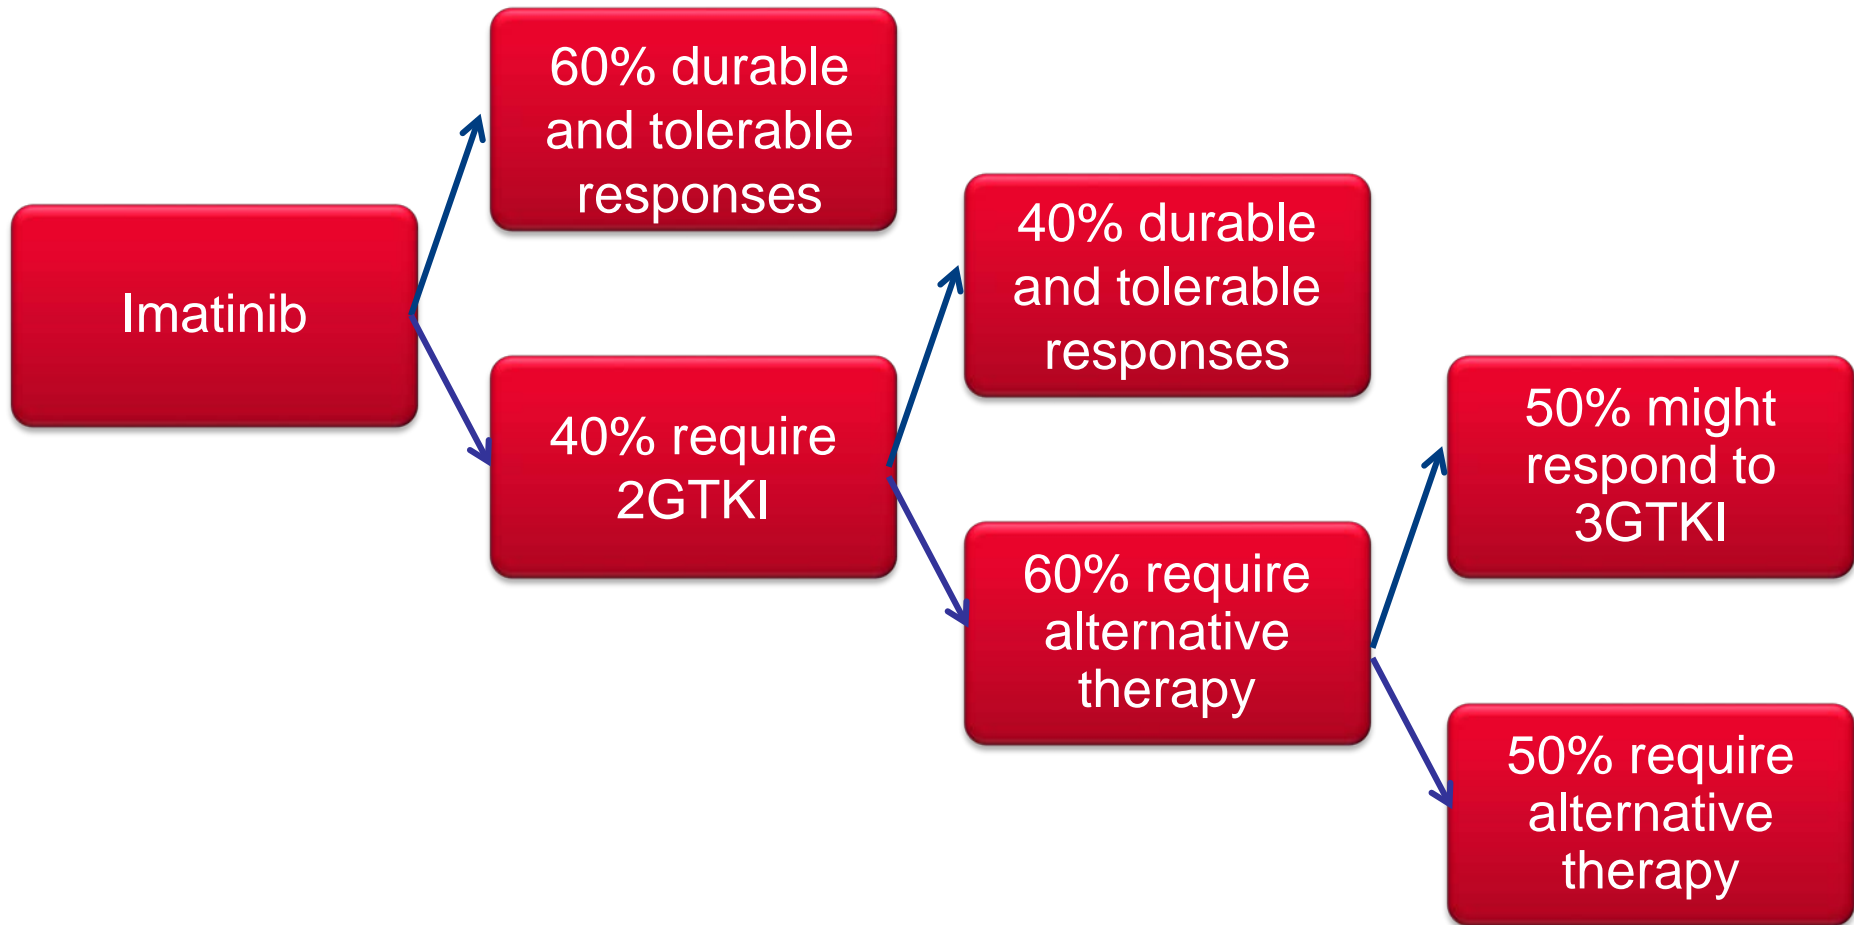 Imatinib
60% durable
and tolerable
responses
40% require
2GTKI
40% durable
and tolerable
responses
60% require
alternative
therapy
50% might
respond to
3GTKI
50% require
alternative
therapy